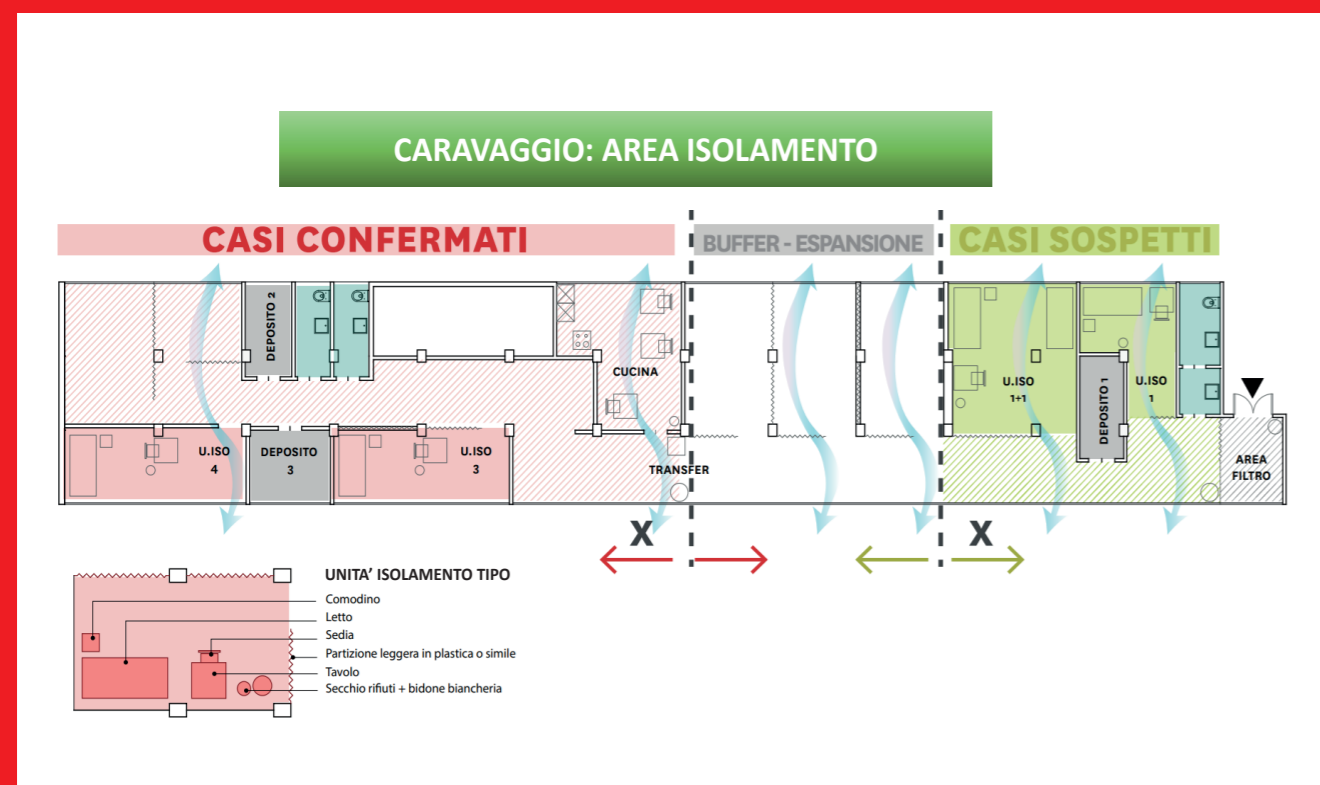 CARAVAGGIO: AREA ISOLAMENTO
CASI CONFERMATI
BUFFER - ESPANSIONE
CASI SOSPETTI
DEPOSITO 2
CUCINA
U.ISO
1+1
DEPOSITO 1
U.ISO
1
U.ISO
4
DEPOSITO
3
U.ISO
3
TRANSFER
AREA
FILTRO
X
X
UNITA' ISOLAMENTO TIPO
Comodino
Letto
Sedia
Partizione leggera in plastica o simile
Tavolo
Secchio rifiuti + bidone biancheria